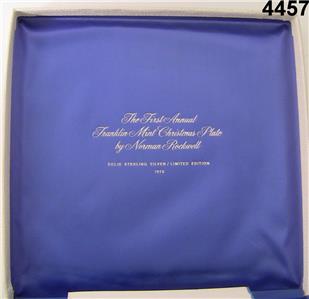 4457
The First Annual
Franklin Mint Christmas Plate
by Norman Rockwell
SOLID STERLING SILVER / LIMITED EDITION
1970